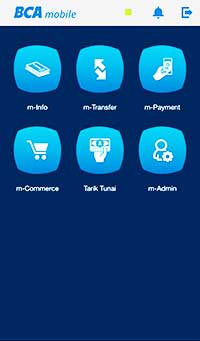 BCA mobile
m-Info m-Transfer m-Payment
m-Commerce Tarik Tunai m-Admin